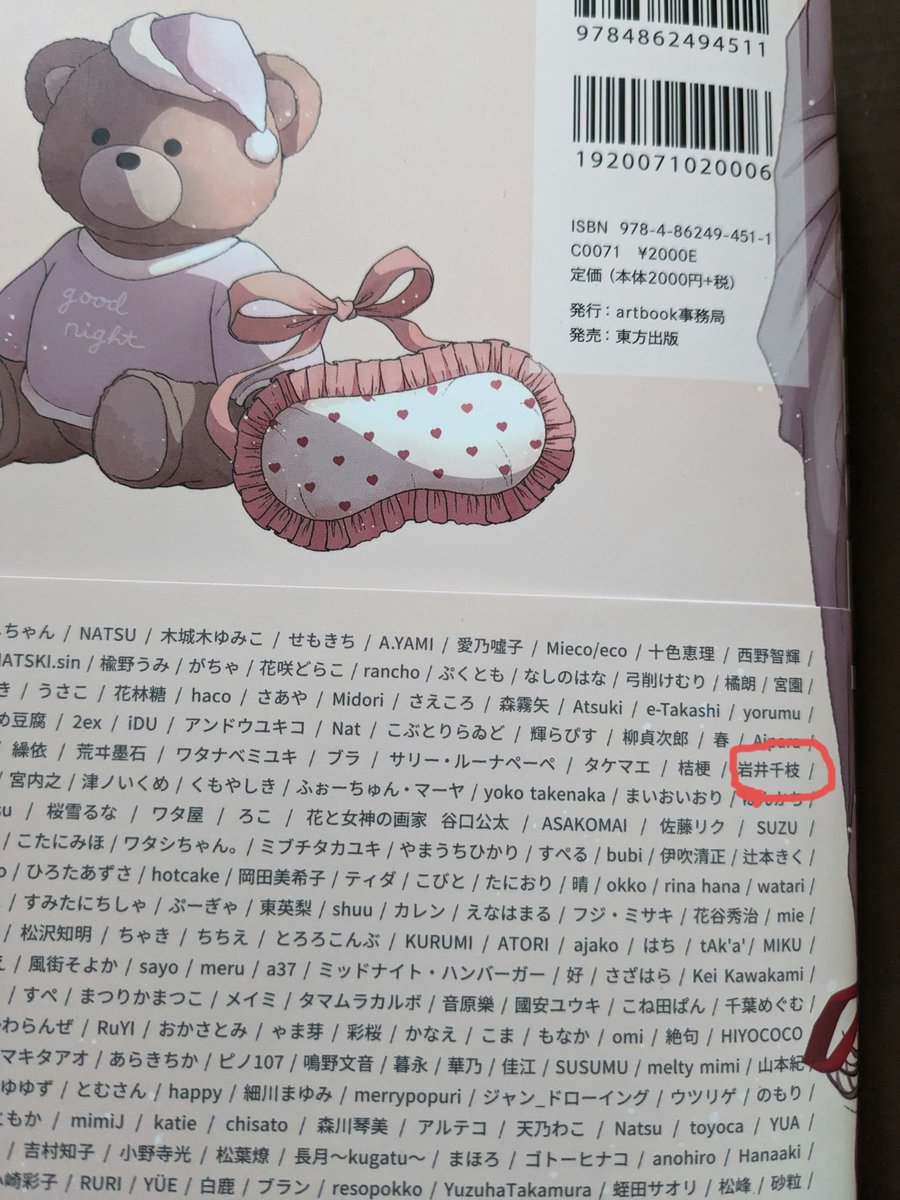 9784862494511
1920071020006
ISBN 978-4-86249-451-1
C0071 ¥2000E
定価（本体2000円+税）
発行：artbook事務局
発売：東方出版
good
night
ちゃん / NATSU / 木城木ゆみこ / せもきち / A.YAMI / 愛乃嘘子 / Mieco/eco / 十色恵理 / 西野智輝 /
MATSKI.sin / 楡野うみ / がちゃ / 花咲どらこ / rancho / ぷくとも / なしのはな / 弓削けむり / 橘朗 / 宮園
き / うさこ / 花林糖 / haco / さあや / Midori / さえころ / 森霧矢 / Atsuki / e-Takashi / yorumu /
め豆腐 / 2ex / iDU / アンドウユキコ / Nat / こぶとりらゐど / 輝らぴす / 柳貞次郎 / 春 /
/ 繰依 / 荒ヰ墨石 / ワタナベミユキ / ブラ / サリー・ルーナペーペ / タケマエ / 桔梗 / 岩井千枝 /
/ 宮内之 / 津ノいくめ / くもやしき / ふぉーちゅん・マーヤ / yoko takenaka / まいおいおり /
su / 桜雪るな / ワタ屋 / ろこ / 花と女神の画家 谷口公太 / ASAKOMAI / 佐藤リク / SUZU /
/ こたにみほ / ワタシちゃん。 / ミブチタカユキ / やまうちひかり / すぺる / bubi / 伊吹清正 / 辻本きく /
o / ひろたあずさ / hotcake / 岡田美希子 / ティダ / こびと / たにおり / 晴 / okko / rina hana / watari /
/ すみたにちしゃ / ぷーぎゃ / 東英梨 / shuu / カレン / えなはまる / フジ・ミサキ / 花谷秀治 / mie /
/ 松沢知明 / ちゃき / ちちえ / とろろこんぶ / KURUMI / ATORI / ajako / はち / tAk'a' / MIKU /
/ 風街そよか / sayo / meru / a37 / ミッドナイト・ハンバーガー / 好 / さざはら / Kei Kawakami /
/ すぺ / まつりかまつこ / メイミ / タマムラカルボ / 音原樂 / 國安ユウキ / こね田ぱん / 千葉めぐむ /
わらんぜ / RuYI / おかさとみ / やま芽 / 彩桜 / かなえ / こま / もなか / omi / 絶句 / HIYOCOCO
マキタアオ / あらきちか / ピノ107 / 鳴野文音 / 暮永 / 華乃 / 佳江 / SUSUMU / melty mimi / 山本紀
ゆゆず / とむさん / happy / 細川まゆみ / merrypopuri / ジャン_ドローイング / ウツリゲ / のもり /
ともか / mimiJ / katie / chisato / 森川琴美 / アルテコ / 天乃わこ / Natsu / toyoca / YUA /
/ 吉村知子 / 小野寺光 / 松葉燎 / 長月～kugatu～ / まほろ / ゴトーヒナコ / anohiro / Hanaaki /
崎彩子 / RURI / YÜE / 白鹿 / ブラン / resopokko / YuzuhaTakamura / 蛭田サオリ / 松峰 / 砂粒 /